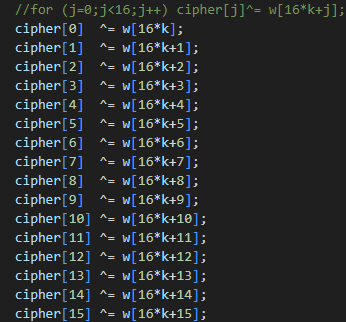 //for (j=0;j<16;j++) cipher[j]^= w[16*k+j];
cipher[0]  ^= w[16*k];
cipher[1]  ^= w[16*k+1];
cipher[2]  ^= w[16*k+2];
cipher[3]  ^= w[16*k+3];
cipher[4]  ^= w[16*k+4];
cipher[5]  ^= w[16*k+5];
cipher[6]  ^= w[16*k+6];
cipher[7]  ^= w[16*k+7];
cipher[8]  ^= w[16*k+8];
cipher[9]  ^= w[16*k+9];
cipher[10] ^= w[16*k+10];
cipher[11] ^= w[16*k+11];
cipher[12] ^= w[16*k+12];
cipher[13] ^= w[16*k+13];
cipher[14] ^= w[16*k+14];
cipher[15] ^= w[16*k+15];